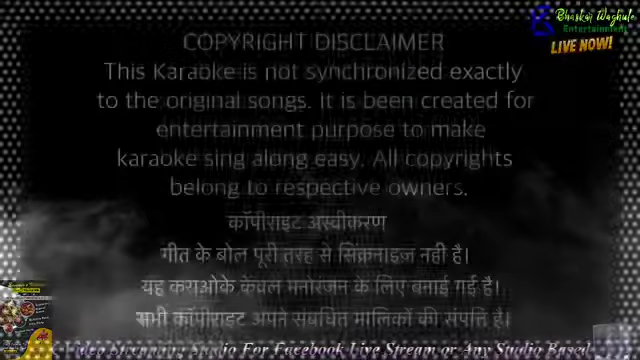 Bhaskar Waghule
Entertainment
LIVE NOW!
COPYRIGHT DISCLAIMER
This Karaoke is not synchronized exactly
to the original songs. It is been created for
entertainment purpose to make
karaoke sing along easy. All copyrights
belong to respective owners.
कॉपीराइट अस्वीकरण
गीत के बोल पूरी तरह से सिंक्रनाइज़ नही है।
यह कराओके केवल मनोरंजन के लिए बनाई गई है।
सभी कॉपीराइट अपने संबंधित मालिकों की संपत्ति है।
For Facebook Live Stream or Any Studio Based